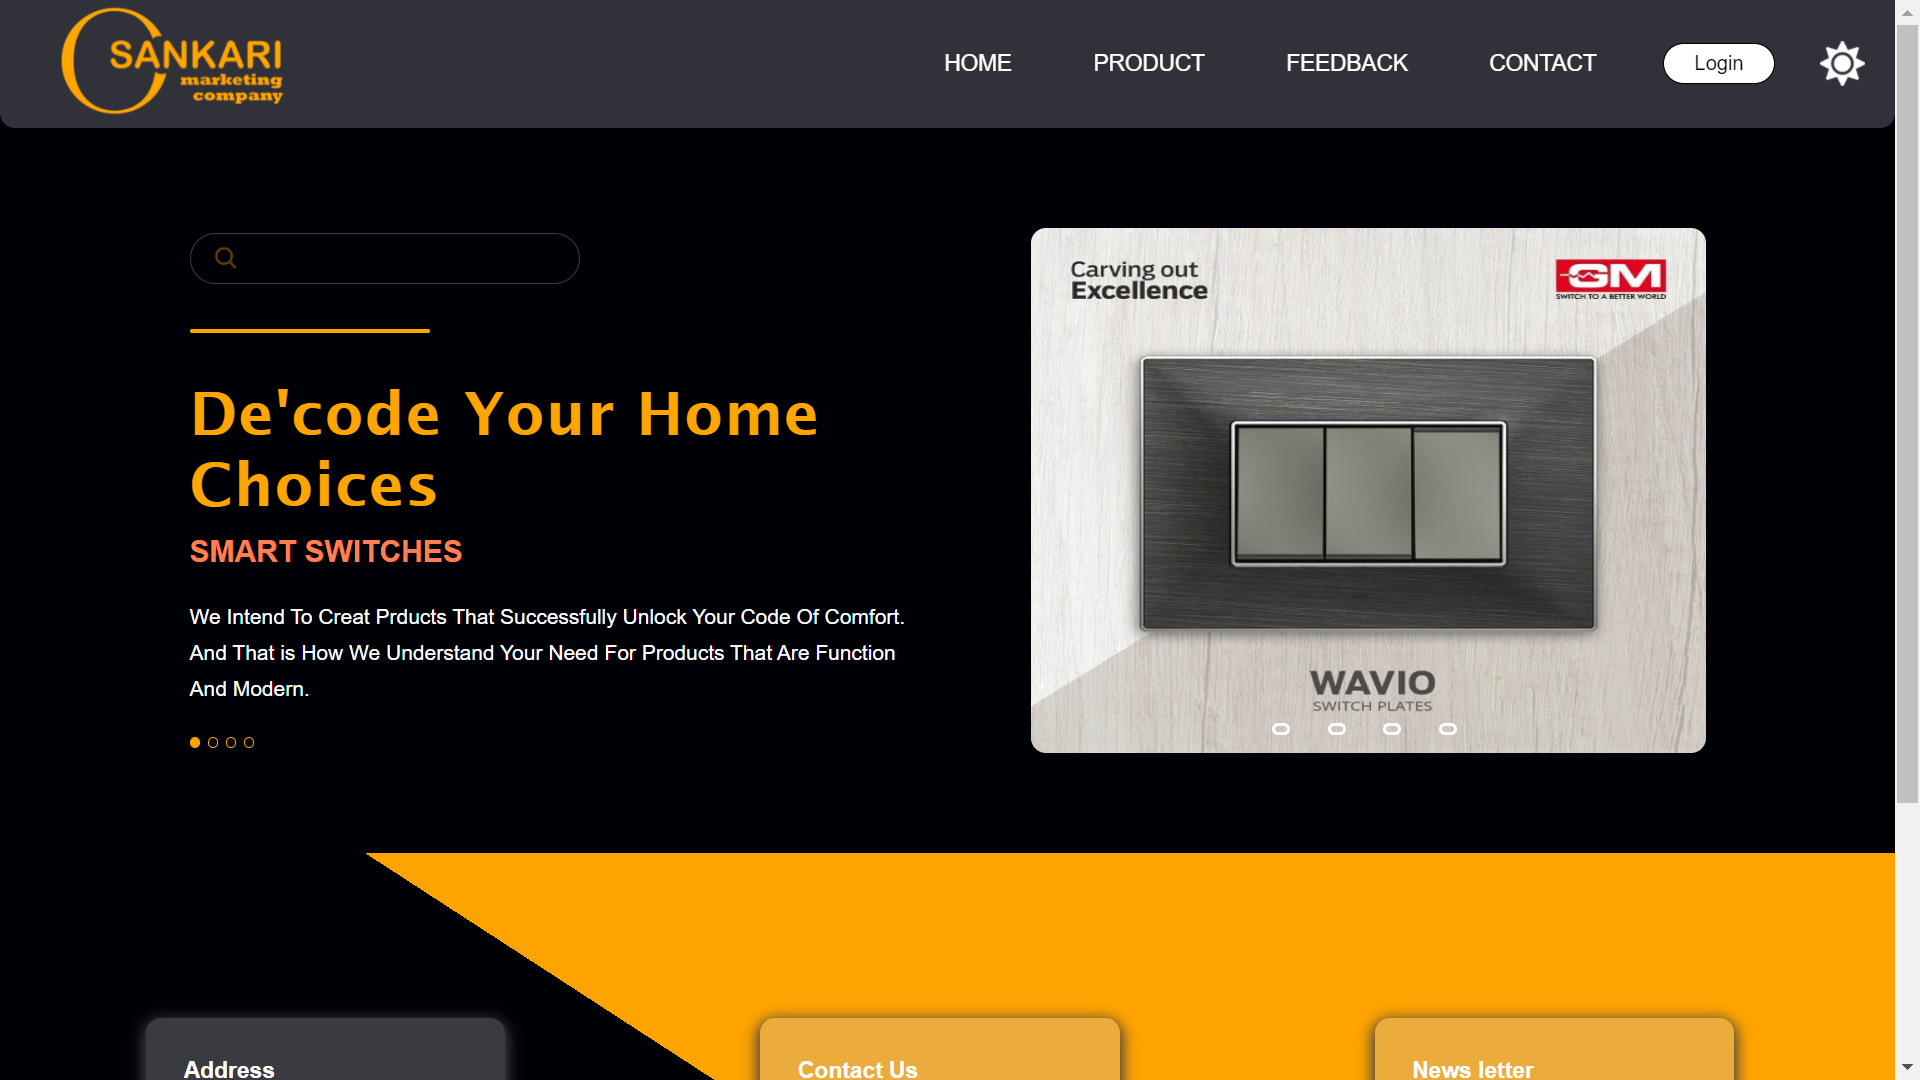 SANKARI
marketing
company
HOME
PRODUCT
FEEDBACK
CONTACT
Login
De'code Your Home
Choices
SMART SWITCHES
We Intend To Creat Prducts That Successfully Unlock Your Code Of Comfort.
And That is How We Understand Your Need For Products That Are Function
And Modern.
Carving out
Excellence
GM
SWITCH TO A BETTER WORLD
WAVIO
SWITCH PLATES
Address
Contact Us
News letter